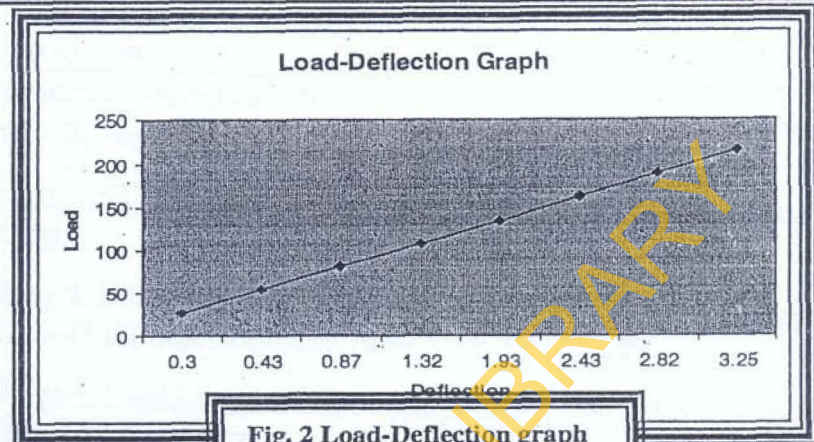 Load-Deflection Graph
250
200
150
100
50
0
Load
0.3 0.43 0.87 1.32 1.93 2.43 2.82 3.25
Deflection
Fig. 2 Load-Deflection graph
IBRARY